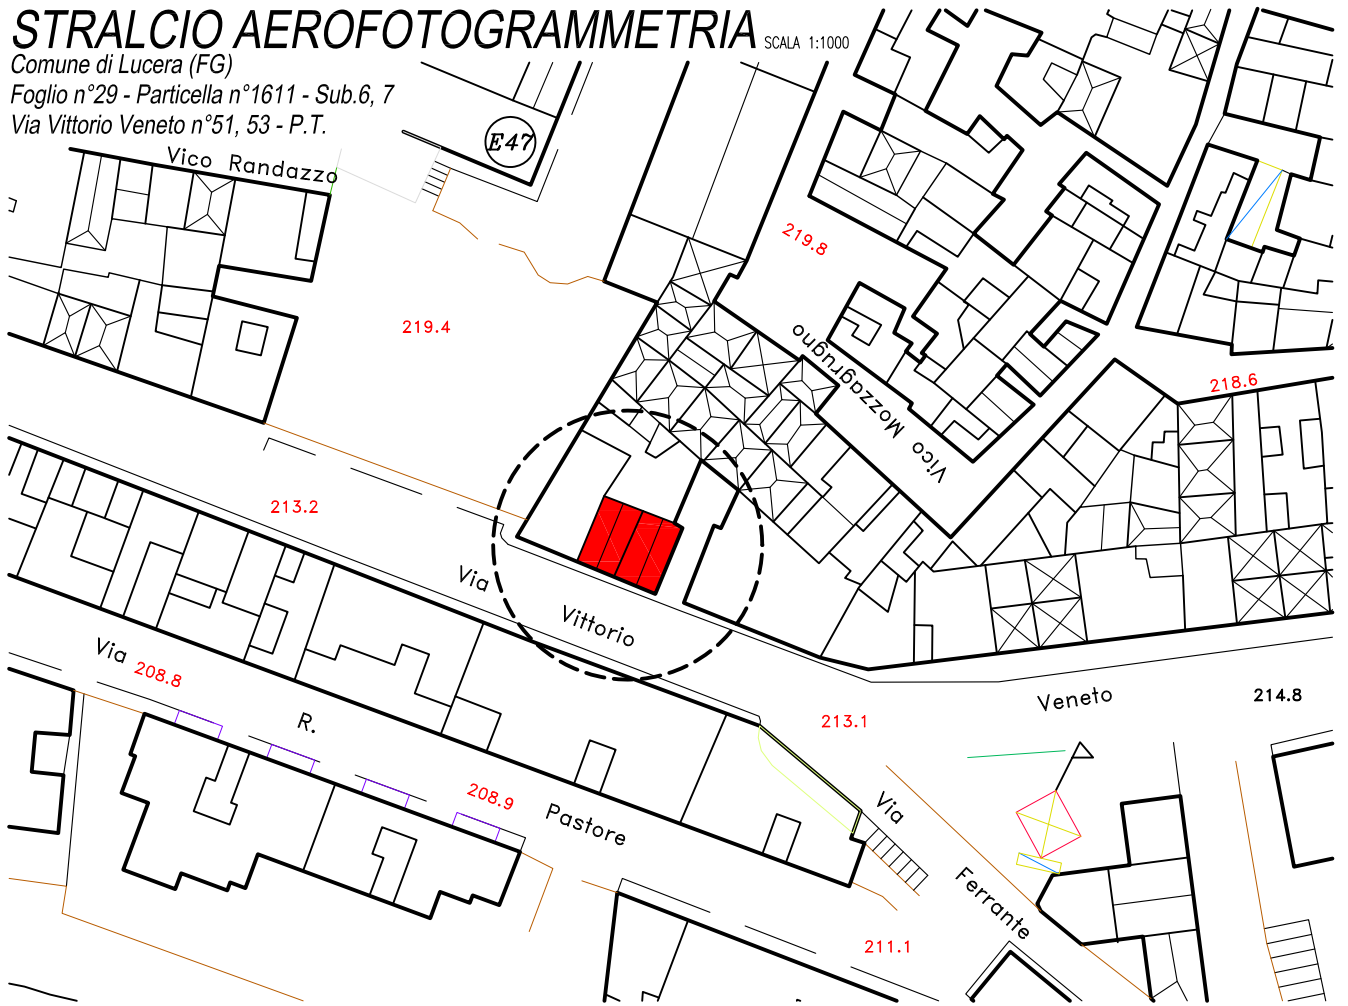 STRALCIO AEROFOTOGRAMMETRIA SCALA 1:1000
Comune di Lucera (FG)
Foglio n°29 - Particella n°1611 - Sub.6, 7
Via Vittorio Veneto n°51, 53 - P.T.
E47
Vico Randazzo
219.8
219.4
Vico Mozzagrugno
218.6
213.2
Via Vittorio Veneto
214.8
213.1
Via R. Pastore
208.8
208.9
Via Ferrante
211.1